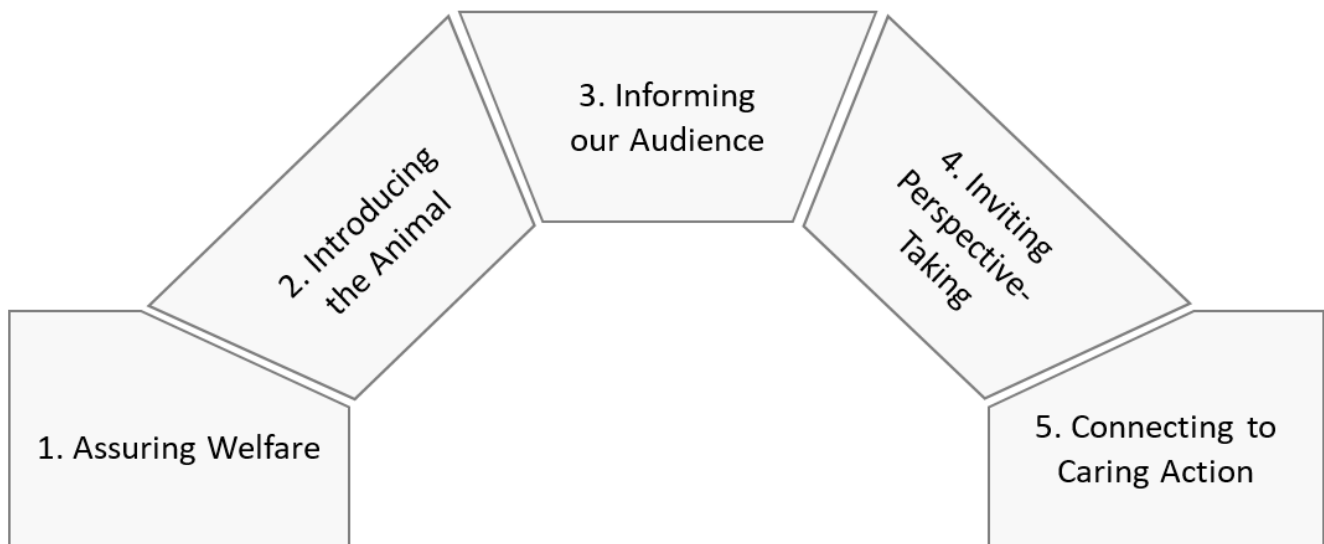 1. Assuring Welfare
2. Introducing
the Animal
3. Informing
our Audience
4. Inviting
Perspective-
Taking
5. Connecting to
Caring Action